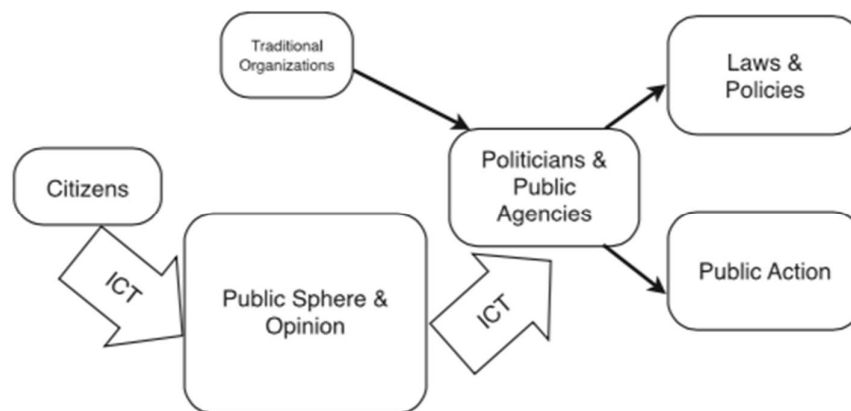 Traditional
Organizations
Laws &
Policies
Politicians &
Public
Agencies
Citizens
ICT
Public Sphere &
Opinion
ICT
Public Action